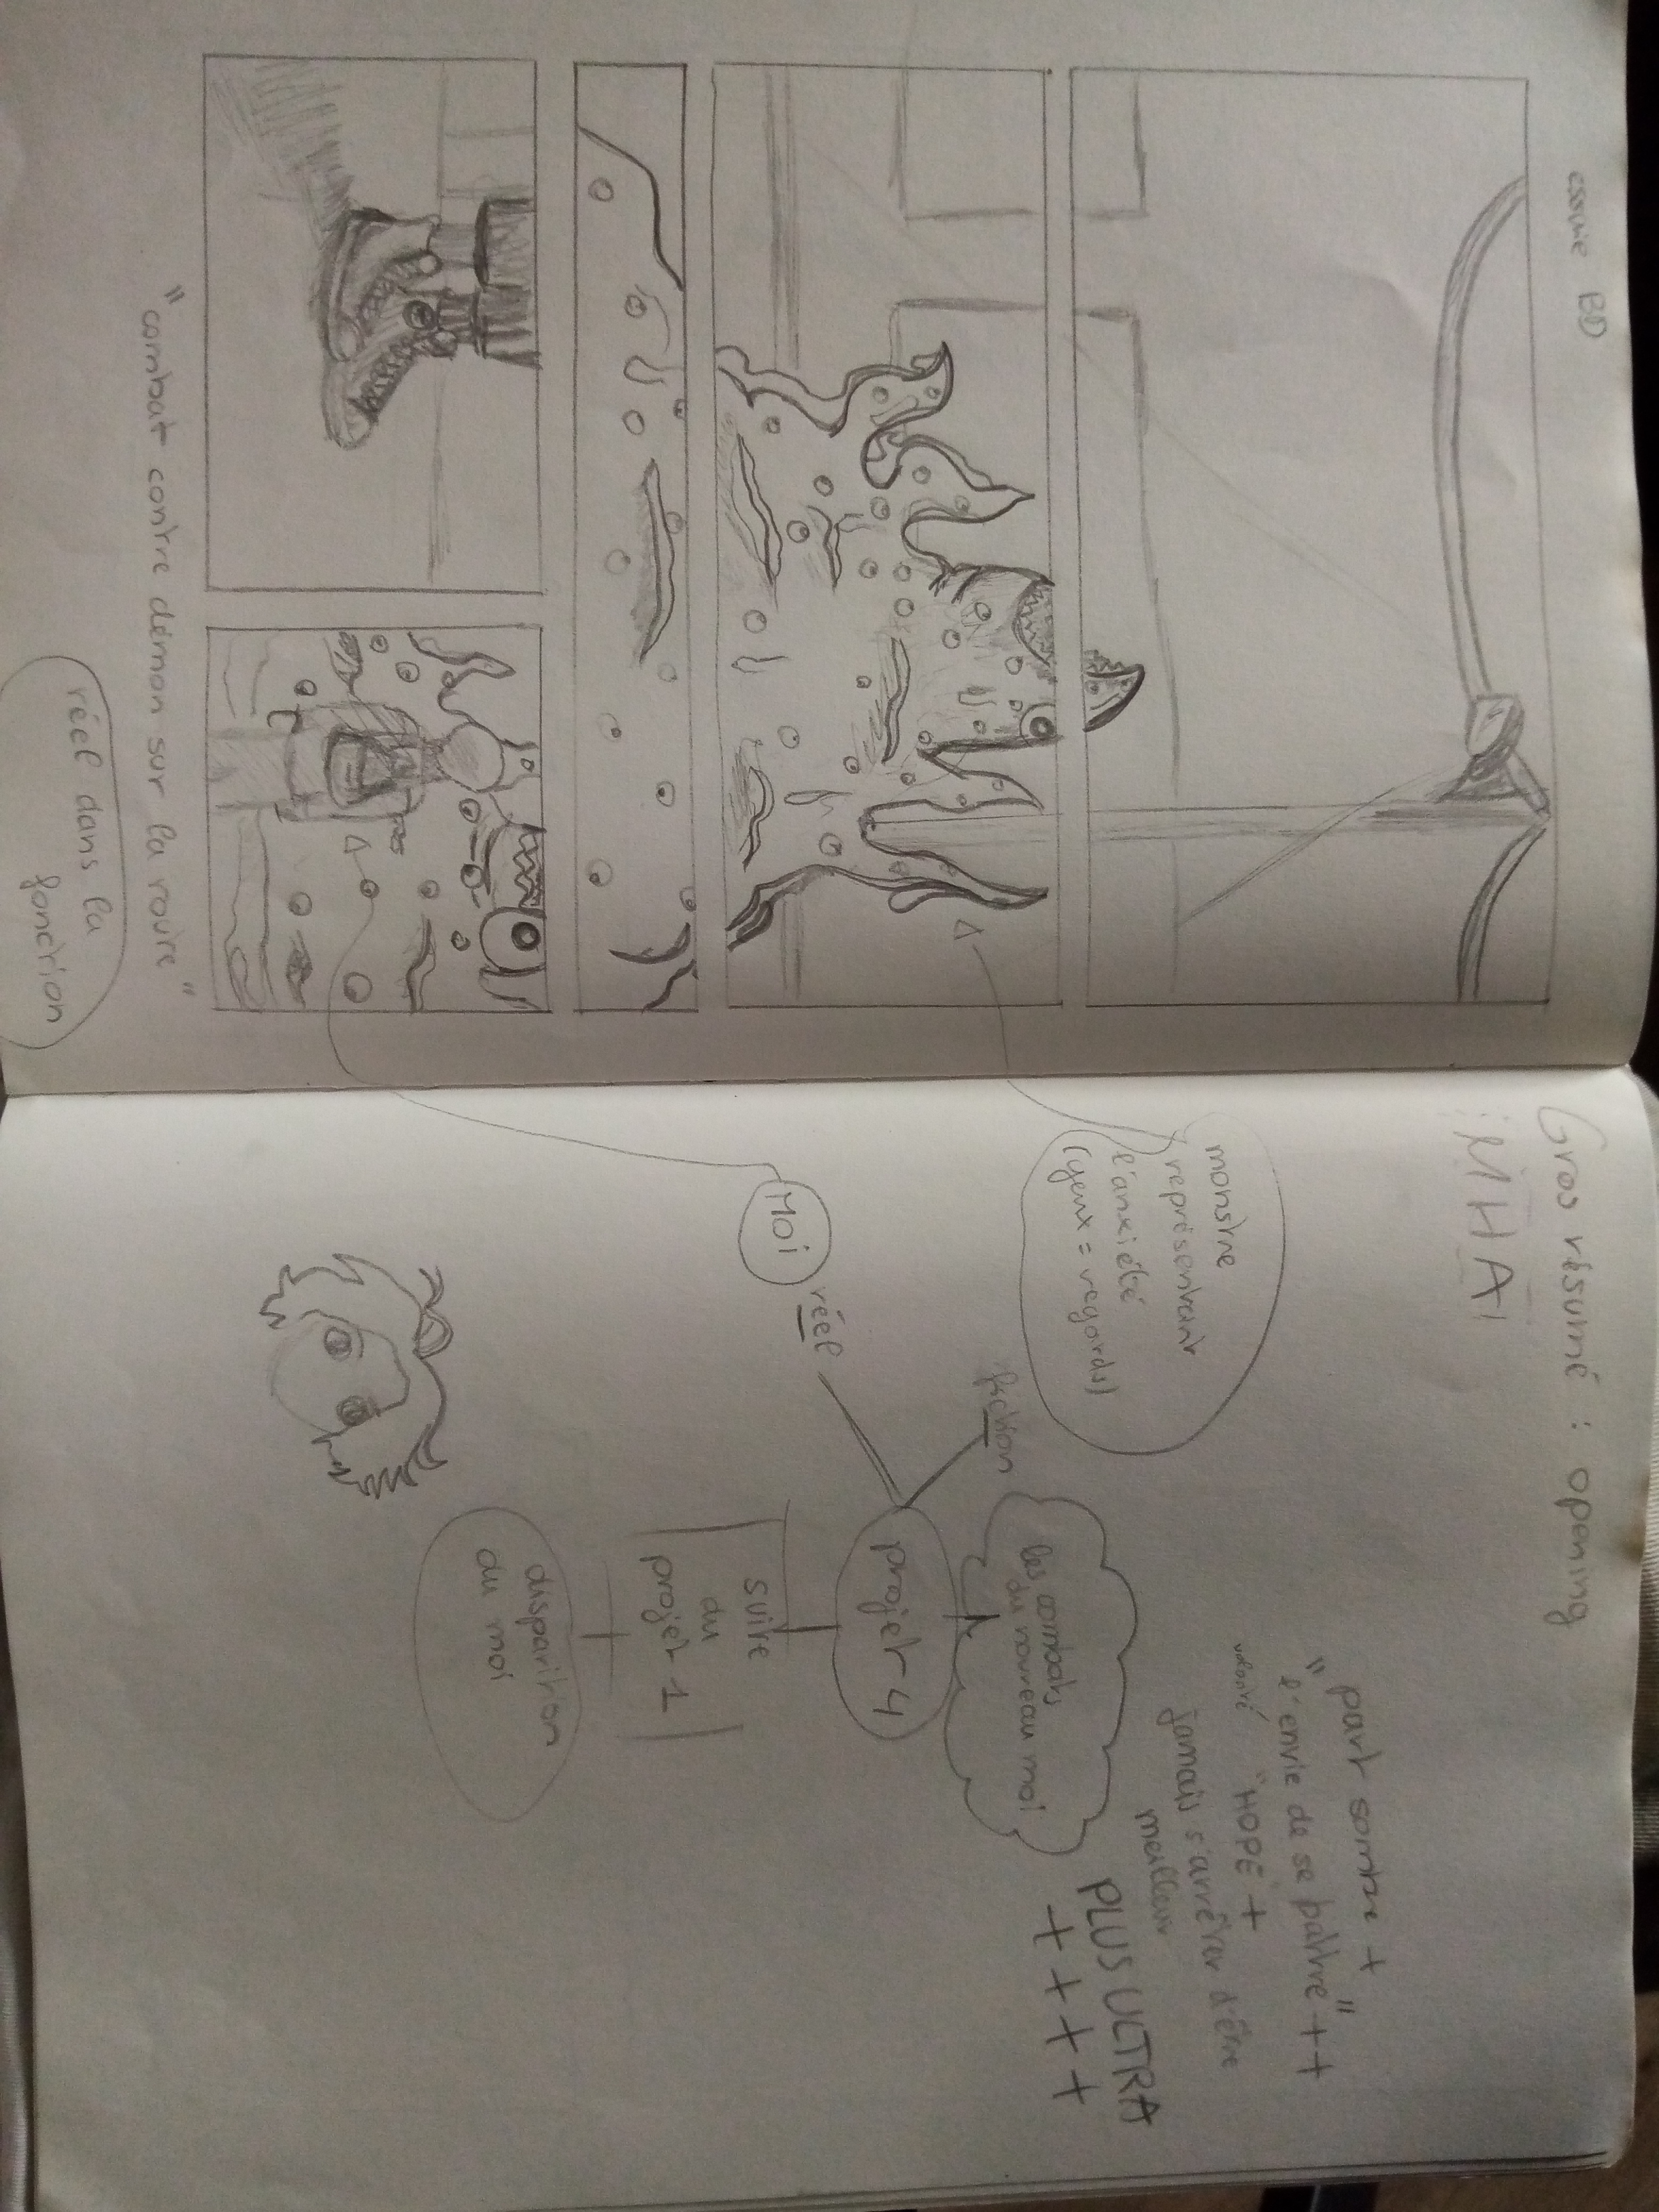 essaie BD
"combat contre démon sur la route"
réel dans la
fonction
Gros résumé : opening
MHA
"part sombre +
l'envie de se battre" ++
volonté "HOPE" +
jamais s'arrêter d'être
meilleur
PLUS ULTRA
++++
monstre
représentant
l'anxiété
(yeux = regards)
les combats
du nouveau moi
fiction
projet 4
réel
Moi
suite
du
projet 1
+
disparition
du moi